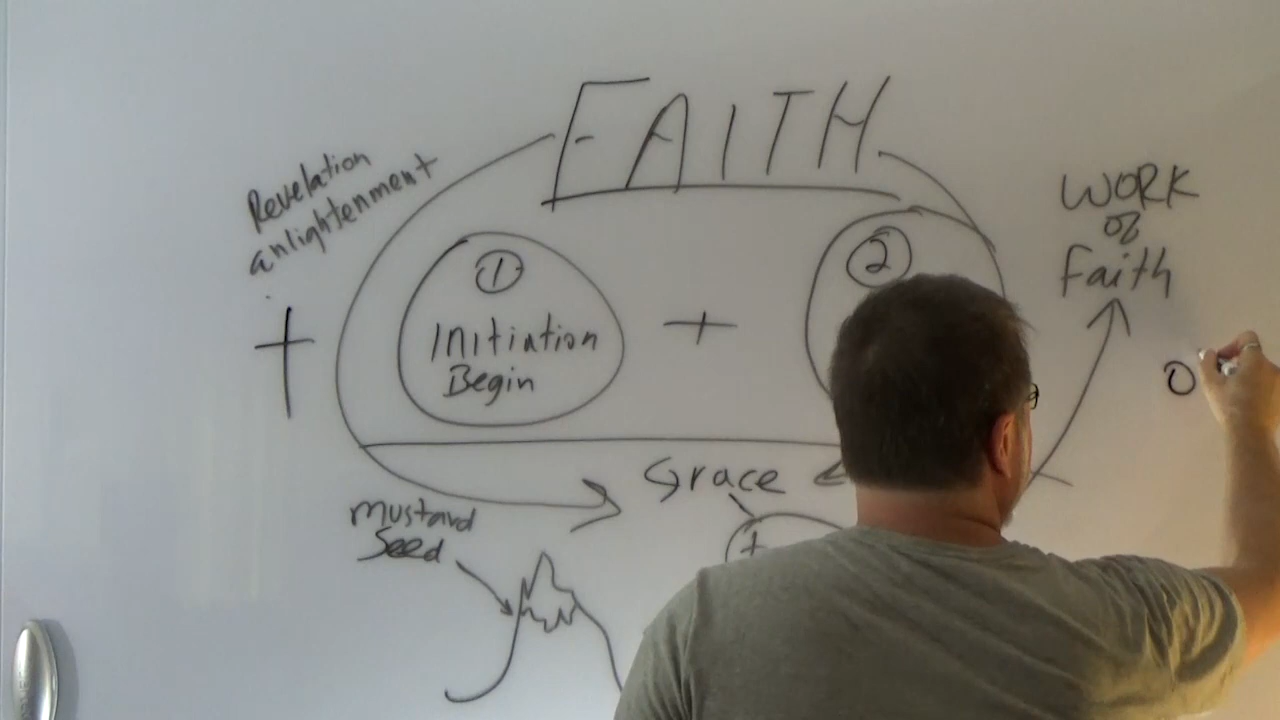 FAITH
Revelation
anlightenment
1
Initiation
Begin
+
2
WORK
of
Faith
O
Grace
+
mustard
Seed